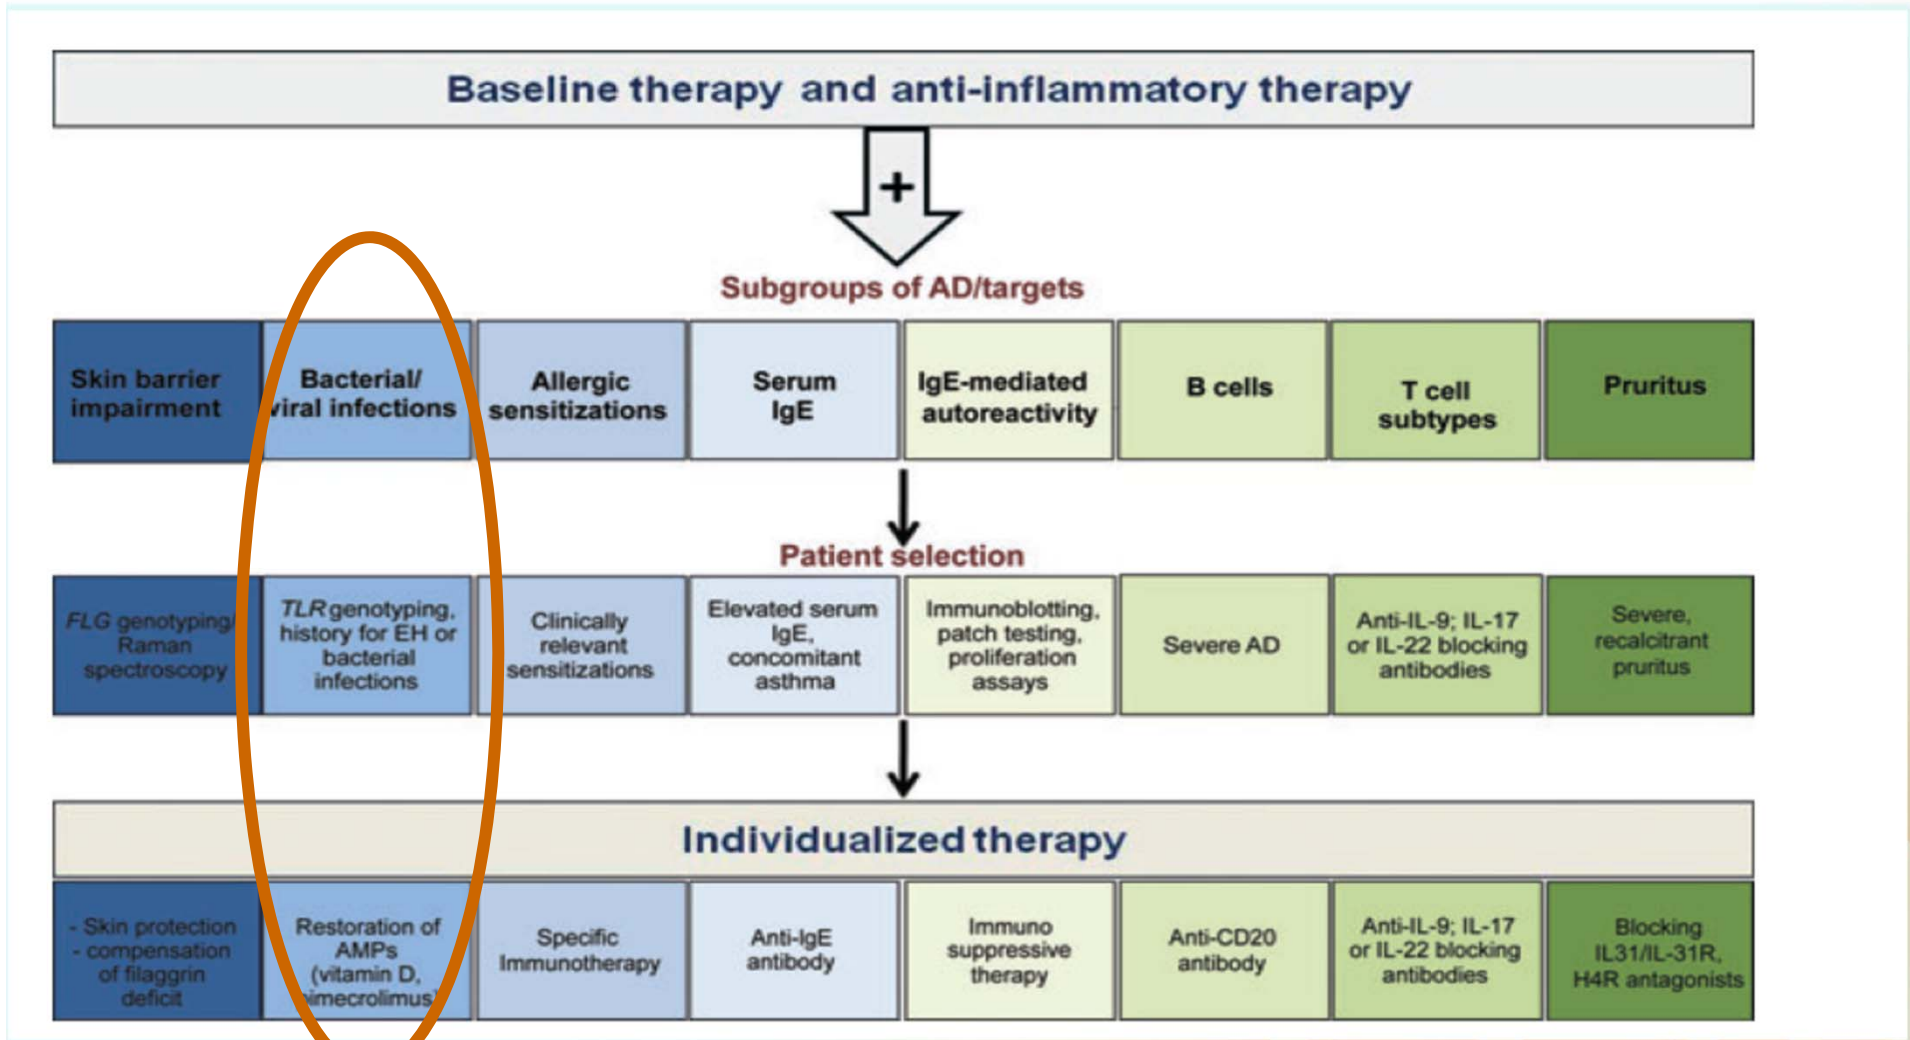 Baseline therapy and anti-inflammatory therapy
+
Subgroups of AD/targets
Skin barrier
impairment
Bacterial/
viral infections
Allergic
sensitizations
Serum
IgE
IgE-mediated
autoreactivity
B cells
T cell
subtypes
Pruritus
Patient selection
FLG genotyping/
Raman
spectroscopy
TLR genotyping,
history for EH or
bacterial
infections
Clinically
relevant
sensitizations
Elevated serum
IgE,
concomitant
asthma
Immunoblotting,
patch testing,
proliferation
assays
Severe AD
Anti-IL-9; IL-17
or IL-22 blocking
antibodies
Severe,
recalcitrant
pruritus
Individualized therapy
- Skin protection
- compensation
of filaggrin
deficit
Restoration of
AMPs
(vitamin D,
pimecrolimus)
Specific
Immunotherapy
Anti-IgE
antibody
Immuno
suppressive
therapy
Anti-CD20
antibody
Anti-IL-9; IL-17
or IL-22 blocking
antibodies
Blocking
IL31/IL-31R,
H4R antagonists